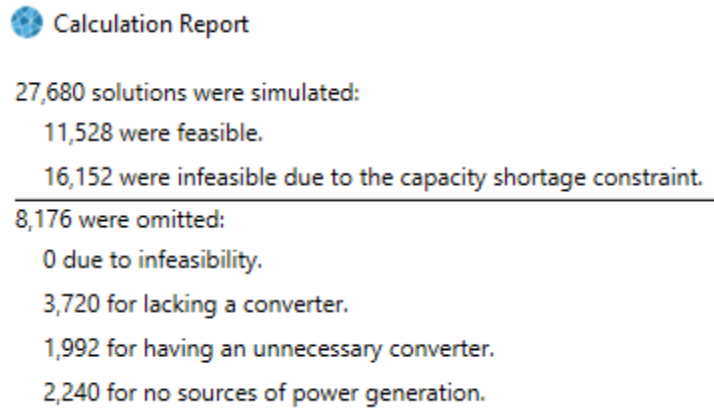 Calculation Report
27,680 solutions were simulated:
11,528 were feasible.
16,152 were infeasible due to the capacity shortage constraint.
8,176 were omitted:
0 due to infeasibility.
3,720 for lacking a converter.
1,992 for having an unnecessary converter.
2,240 for no sources of power generation.